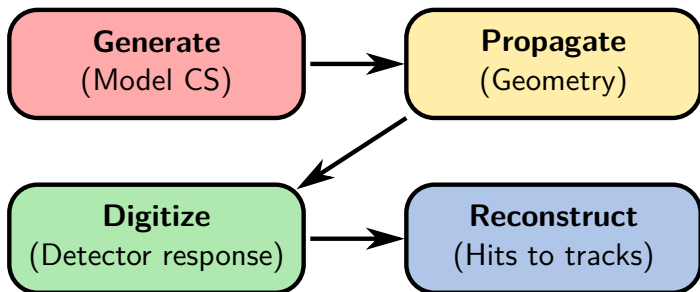 Generate
(Model CS)
Propagate
(Geometry)
Digitize
(Detector response)
Reconstruct
(Hits to tracks)